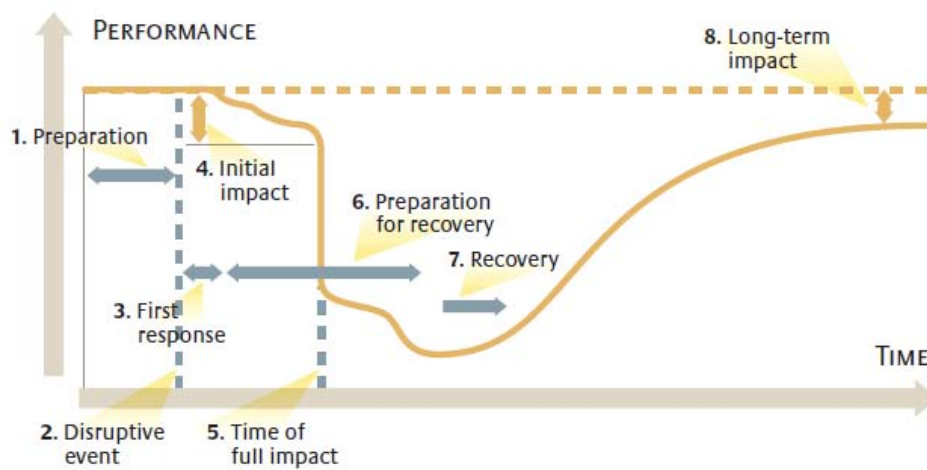 PERFORMANCE
8. Long-term
impact
1. Preparation
4. Initial
impact
6. Preparation
for recovery
7. Recovery
3. First
response
TIME
2. Disruptive
event
5. Time of
full impact